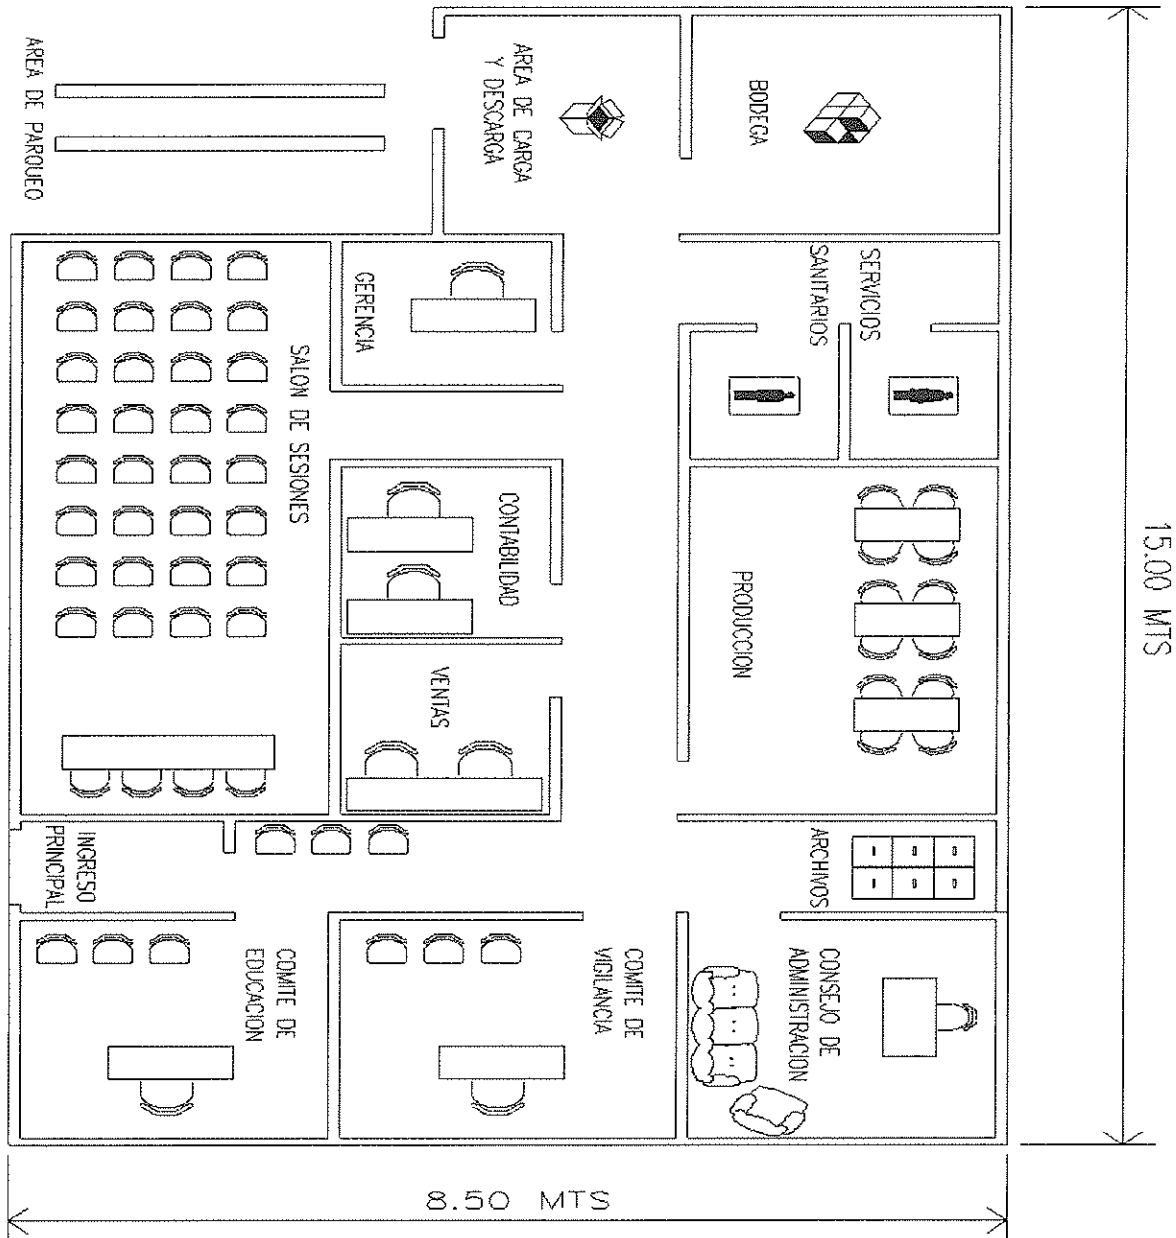 AREA DE PARQUEO
AREA DE CARGA
Y DESCARGA
BODEGA
GERENCIA
SERVICIOS
SANITARIOS
SALON DE SESIONES
CONTABILIDAD
PRODUCCION
VENTAS
INGRESO
PRINCIPAL
ARCHIVOS
COMITE DE
EDUCACION
COMITE DE
VIGILANCIA
CONSEJO DE
ADMINISTRACION
15.00 MTS
8.50 MTS